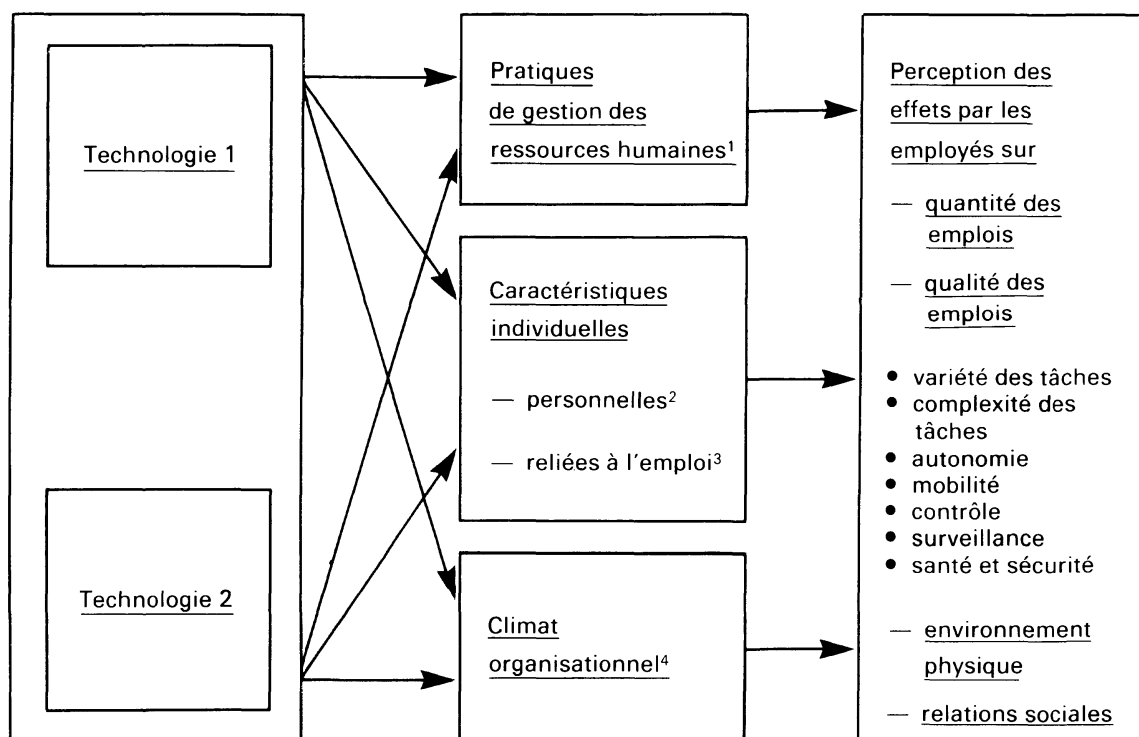 Technologie 1
Technologie 2
Pratiques
de gestion des
ressources humaines¹
Caractéristiques
individuelles
— personnelles²
— reliées à l'emploi³
Climat
organisationnel⁴
Perception des
effets par les
employés sur
— quantité des
emplois
— qualité des
emplois
• variété des tâches
• complexité des
tâches
• autonomie
• mobilité
• contrôle
• surveillance
• santé et sécurité
— environnement
physique
— relations sociales